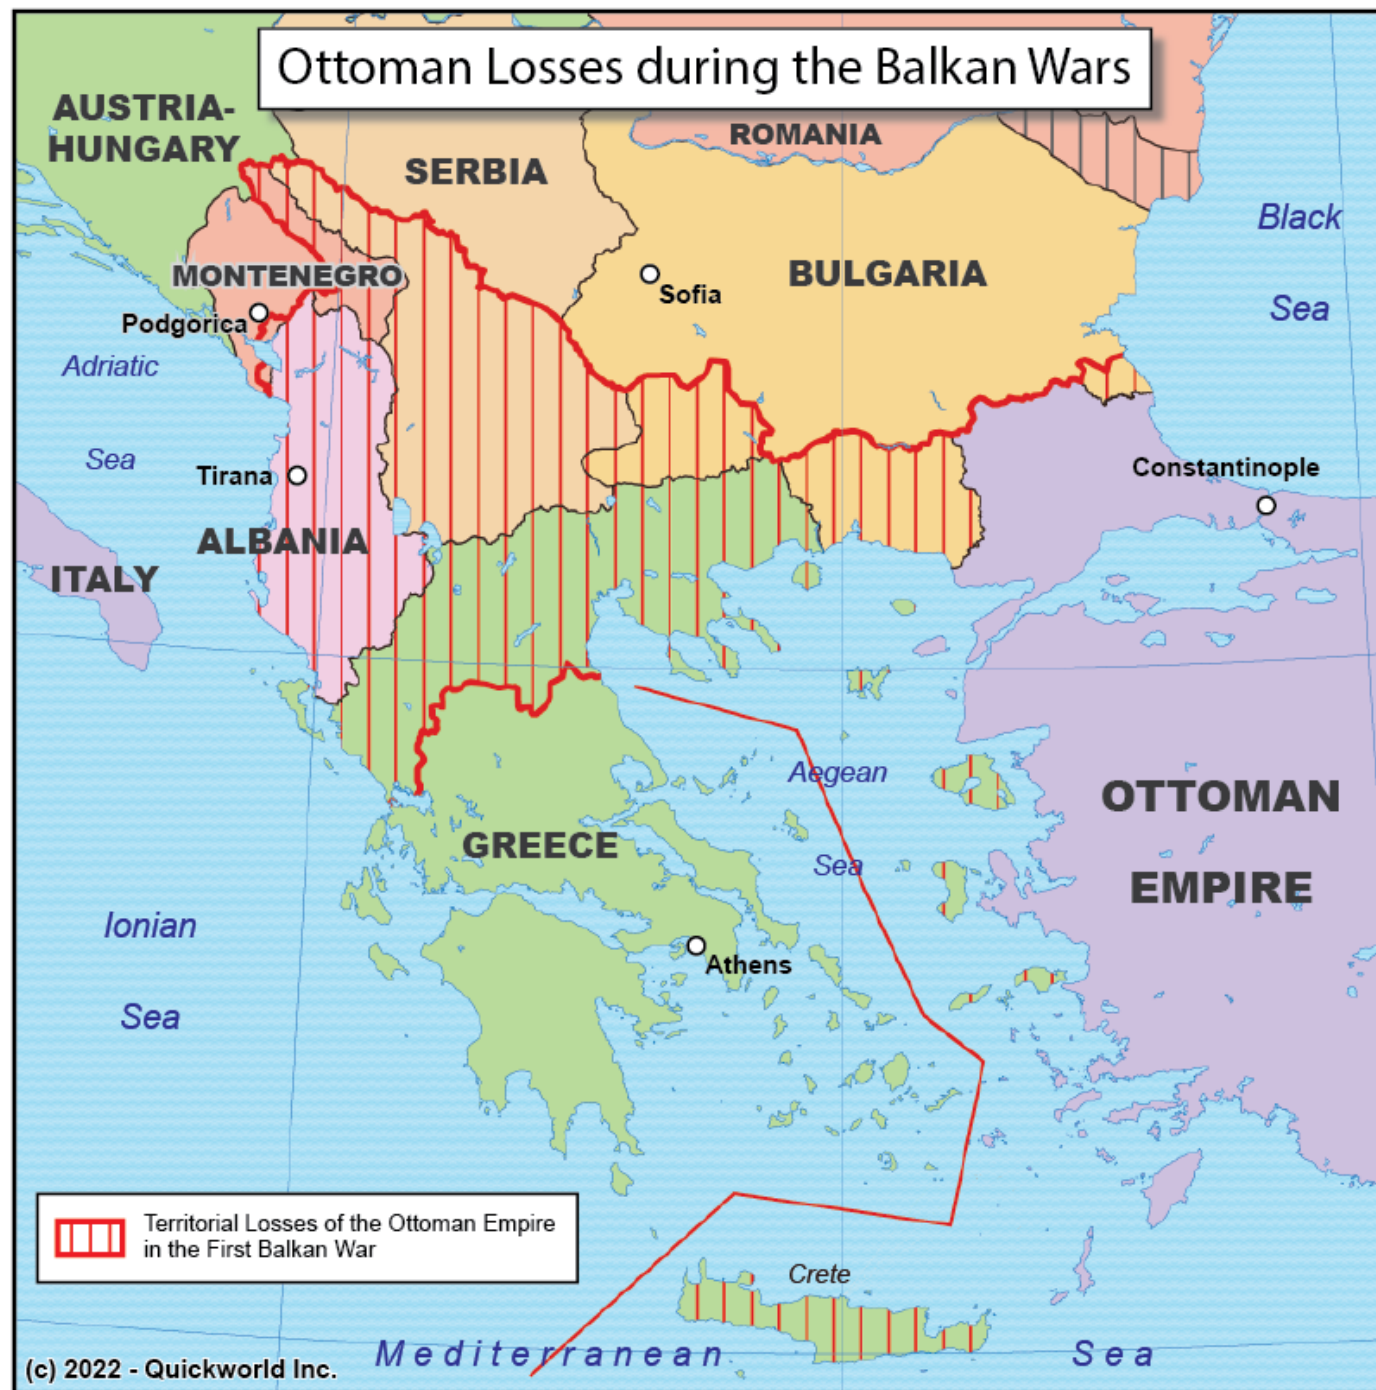 Ottoman Losses during the Balkan Wars
AUSTRIA-
HUNGARY
ROMANIA
SERBIA
Black
Sea
BULGARIA
MONTENEGRO
Sofia
Podgorica
Adriatic
Sea
Tirana
Constantinople
ALBANIA
ITALY
Aegean
Sea
OTTOMAN
EMPIRE
GREECE
Ionian
Sea
Athens
Territorial Losses of the Ottoman Empire
in the First Balkan War
Crete
Mediterranean Sea
(c) 2022 - Quickworld Inc.